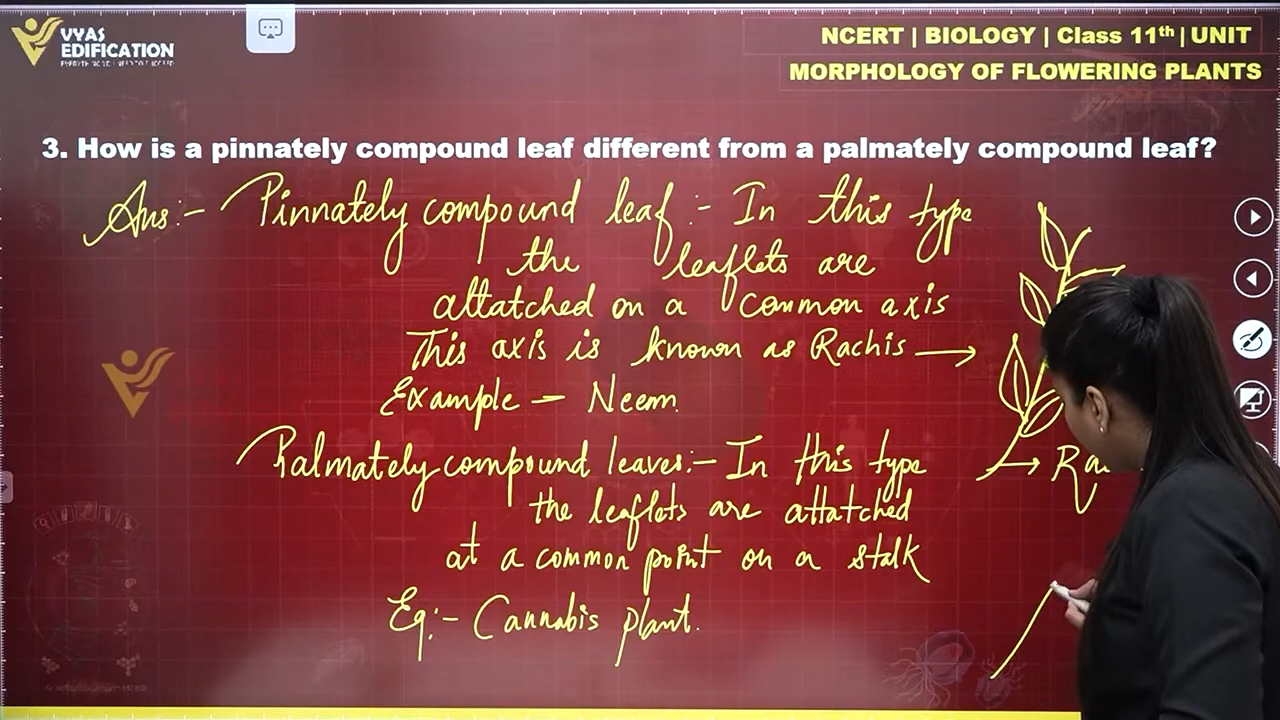 VYAS
EDIFICATION
NCERT | BIOLOGY | Class 11th | UNIT
MORPHOLOGY OF FLOWERING PLANTS
3. How is a pinnately compound leaf different from a palmately compound leaf?
Ans:- Pinnately compound leaf:- In this type
the leaflets are
attatched on a common axis
This axis is known as Rachis →
Example - Neem.
Palmately compound leaves:- In this type
→ Ra
the leaflets are attatched
at a common point on a stalk
Eg:- Cannabis plant.